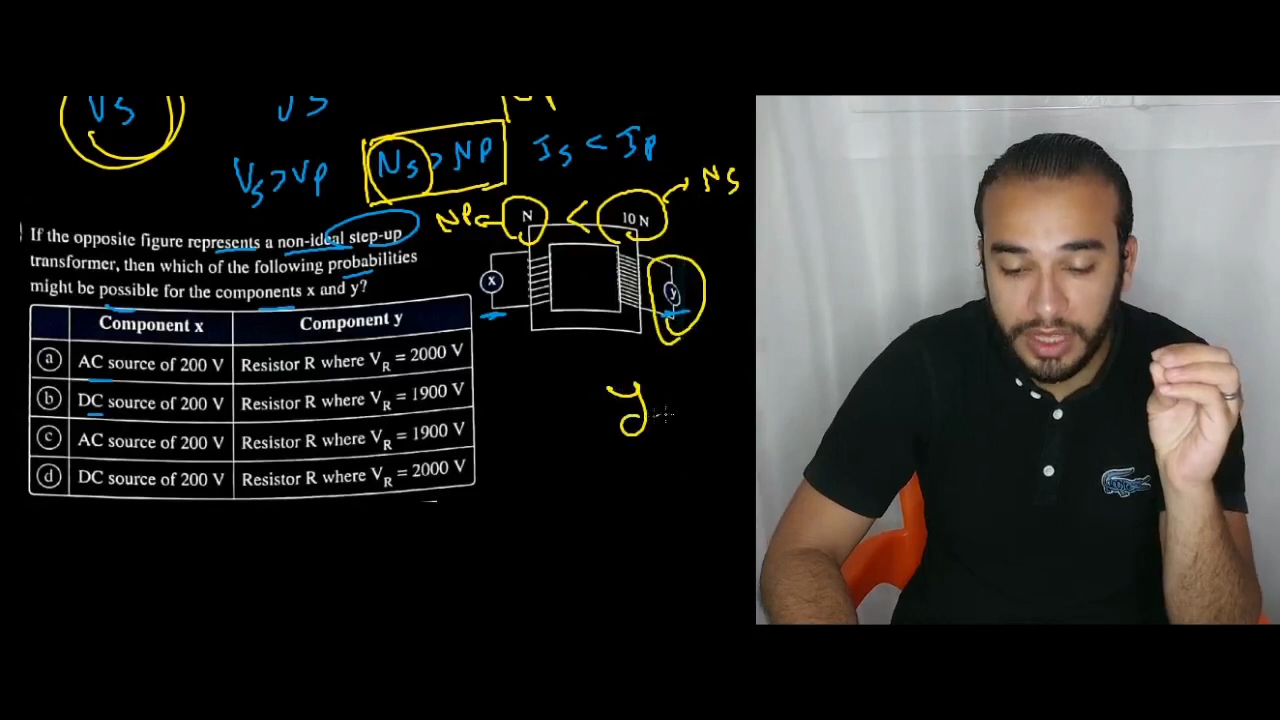 VS VS
VS > VP NS > NP IS < IP
NP N < 10 N NS
If the opposite figure represents a non-ideal step-up
transformer, then which of the following probabilities
might be possible for the components x and y?
x y
Component x Component y
a AC source of 200 V Resistor R where VR = 2000 V
b DC source of 200 V Resistor R where VR = 1900 V
c AC source of 200 V Resistor R where VR = 1900 V
d DC source of 200 V Resistor R where VR = 2000 V
y